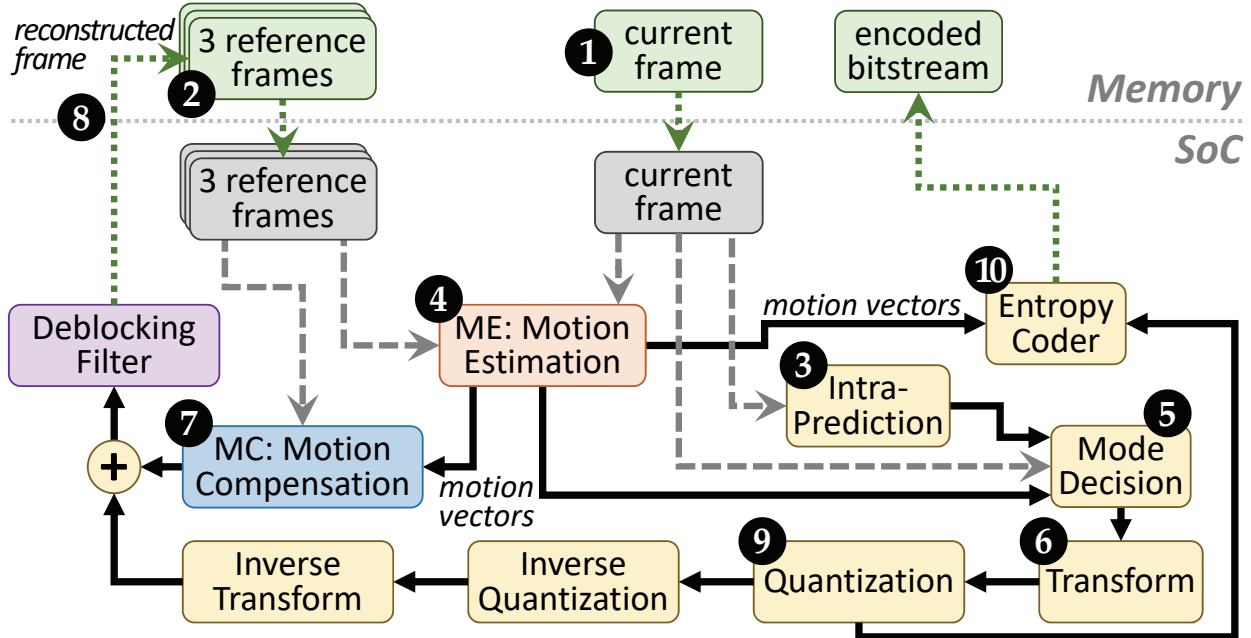 reconstructed
frame
3 reference
frames
2
1
current
frame
encoded
bitstream
Memory
8
SoC
3 reference
frames
current
frame
10
Entropy
Coder
motion vectors
4
ME: Motion
Estimation
Deblocking
Filter
3
Intra-
Prediction
5
Mode
Decision
7
MC: Motion
Compensation
+
motion
vectors
Inverse
Transform
Inverse
Quantization
9
Quantization
6
Transform